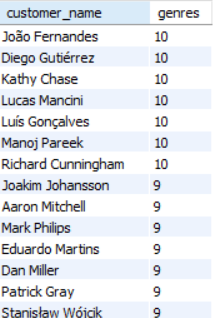 customer_name genres
João Fernandes 10
Diego Gutiérrez 10
Kathy Chase 10
Lucas Mancini 10
Luís Gonçalves 10
Manoj Pareek 10
Richard Cunningham 10
Joakim Johansson 9
Aaron Mitchell 9
Mark Philips 9
Eduardo Martins 9
Dan Miller 9
Patrick Gray 9
Stanisław Wójcik 9